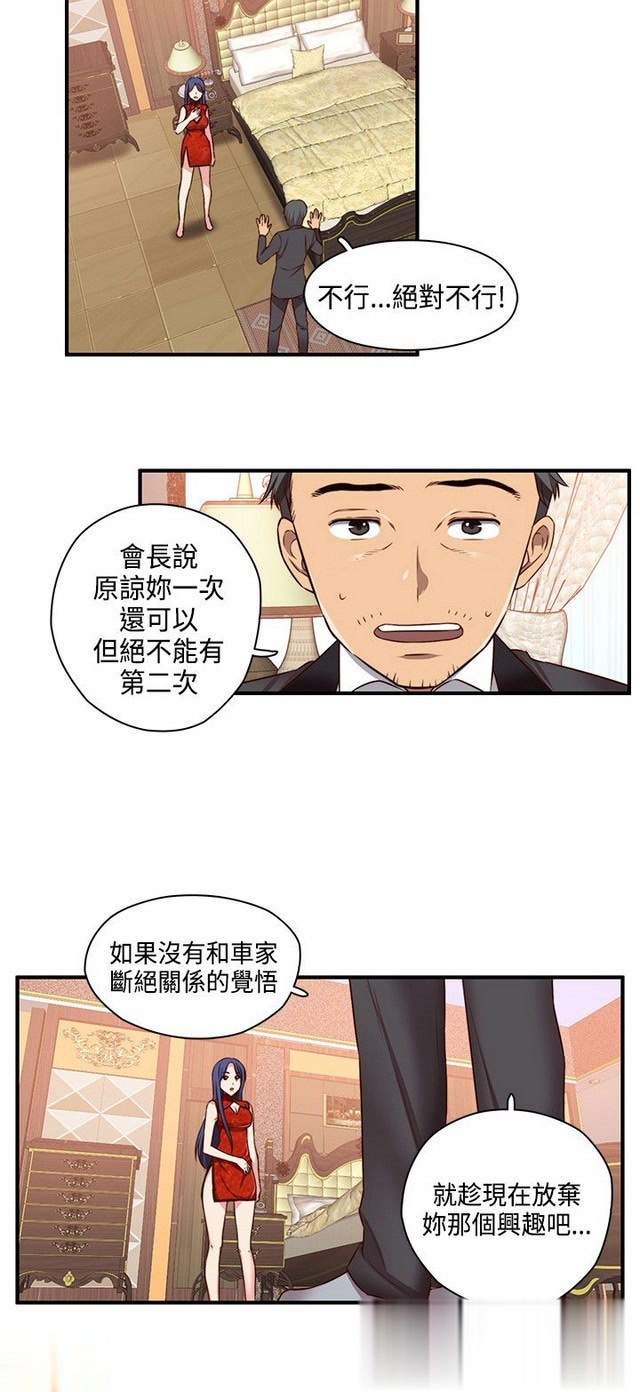 不行...絕對不行!
會長說
原諒妳一次
還可以
但絕不能有
第二次
如果沒有和車家
斷絕關係的覺悟
就趁現在放棄
妳那個興趣吧...